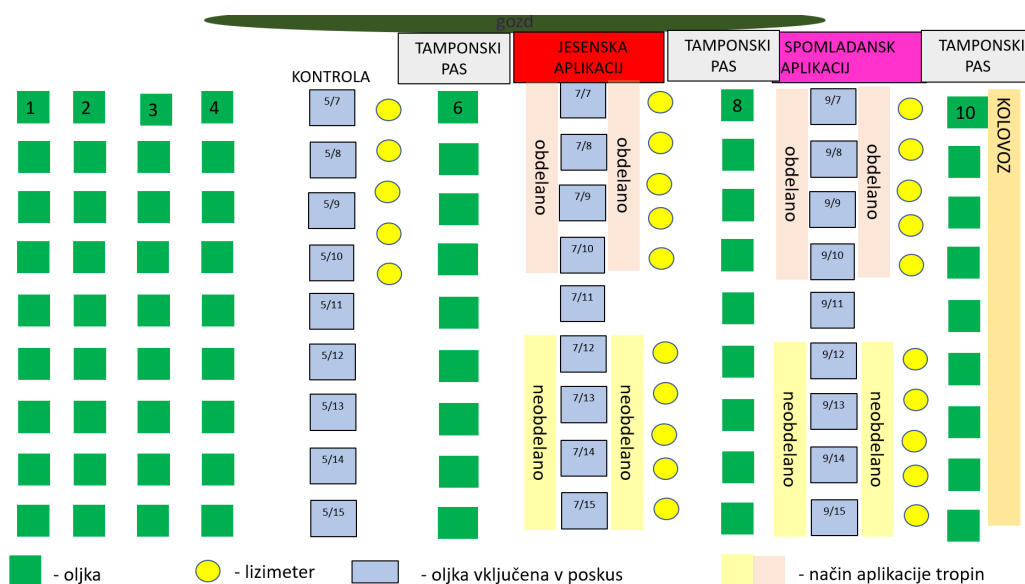 gozd
TAMPONSKI
PAS
JESENSKA
APLIKACIJ
TAMPONSKI
PAS
SPOMLADANSK
APLIKACIJ
TAMPONSKI
PAS
KONTROLA
1
2
3
4
5/7
6
7/7
8
9/7
10
KOLOVOZ
5/8
7/8
9/8
obdelano
obdelano
obdelano
obdelano
5/9
7/9
9/9
5/10
7/10
9/10
5/11
7/11
9/11
5/12
7/12
9/12
neobdelano
neobdelano
neobdelano
neobdelano
5/13
7/13
9/13
5/14
7/14
9/14
5/15
7/15
9/15
- oljka
- lizimeter
- oljka vključena v poskus
- način aplikacije tropin